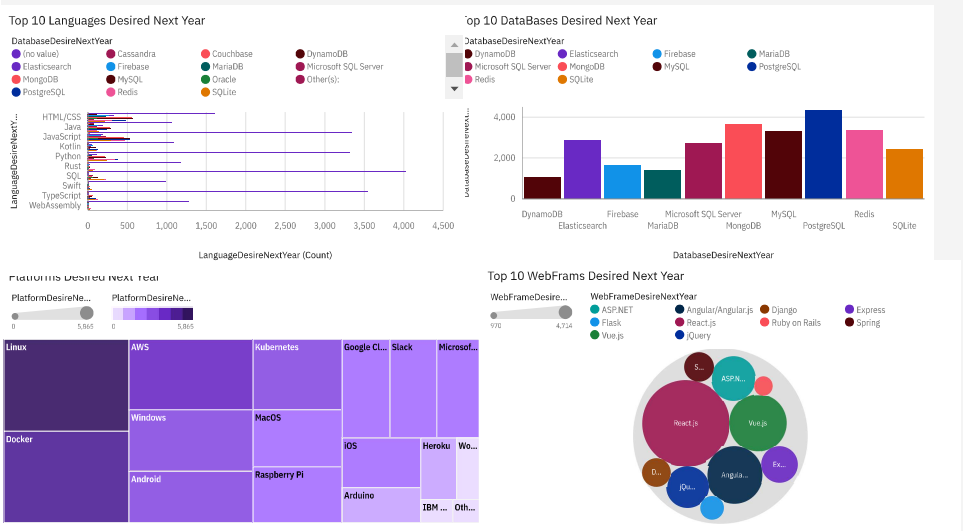 Top 10 Languages Desired Next Year
DatabaseDesireNextYear
(no value) Cassandra Couchbase DynamoDB
Elasticsearch Firebase MariaDB Microsoft SQL Server
MongoDB MySQL Oracle Other(s):
PostgreSQL Redis SQLite
LanguageDesireNextY...
HTML/CSS
Java
JavaScript
Kotlin
Python
Rust
SQL
Swift
TypeScript
WebAssembly
0 500 1,000 1,500 2,000 2,500 3,000 3,500 4,000 4,500
LanguageDesireNextYear (Count)
Top 10 DataBases Desired Next Year
DatabaseDesireNextYear
DynamoDB Elasticsearch Firebase MariaDB
Microsoft SQL Server MongoDB MySQL PostgreSQL
Redis SQLite
DatabaseDesireNext...
4,000
2,000
0
DynamoDB Firebase Microsoft SQL Server MySQL Redis
Elasticsearch MariaDB MongoDB PostgreSQL SQLite
DatabaseDesireNextYear
Platforms Desired Next Year
PlatformDesireNe... PlatformDesireNe...
0 5,865 0 5,865
Linux AWS Kubernetes Google Cl... Slack Microsof...
Windows MacOS
Docker iOS Heroku Wo...
Android Raspberry Pi
Arduino
IBM ... Oth...
Top 10 WebFrams Desired Next Year
WebFrameDesire... WebFrameDesireNextYear
970 4,714
ASP.NET Angular/Angular.js Django Express
Flask React.js Ruby on Rails Spring
Vue.js jQuery
S...
ASP.N...
React.js
Vue.js
D...
jQu...
Angula...
Ex...